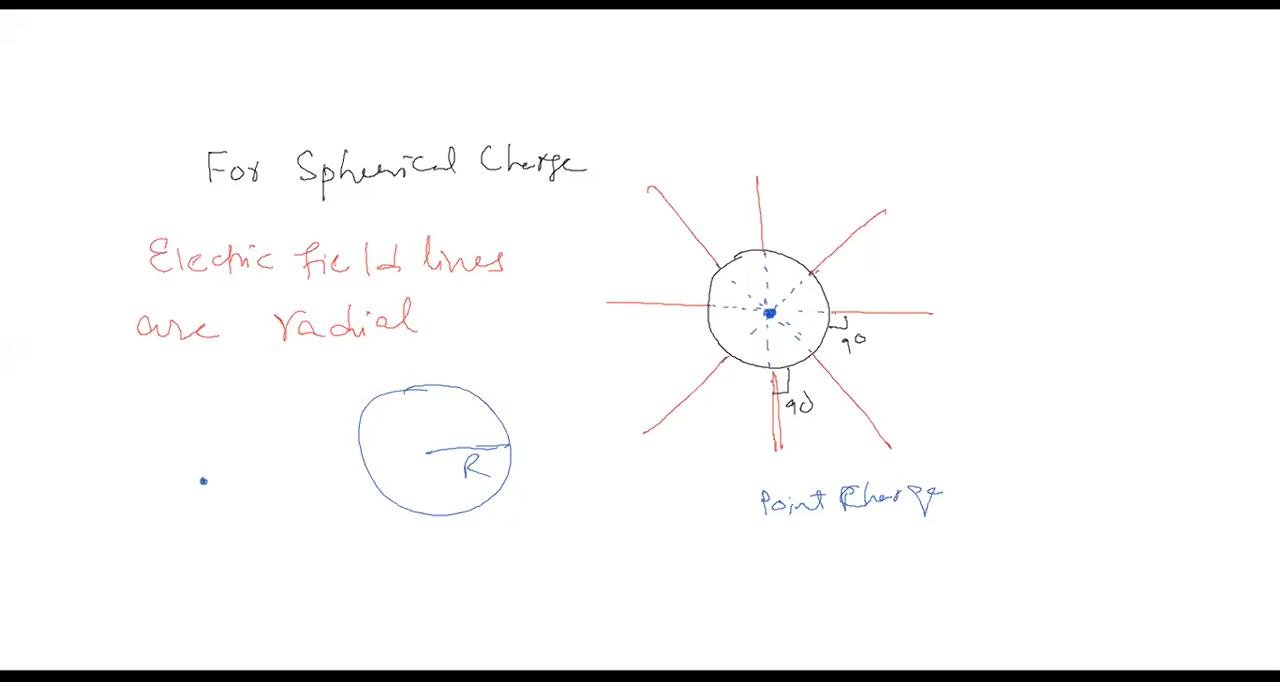 For Spherical Charge
Electric field lines
are radial
90
90
R
Point Charge